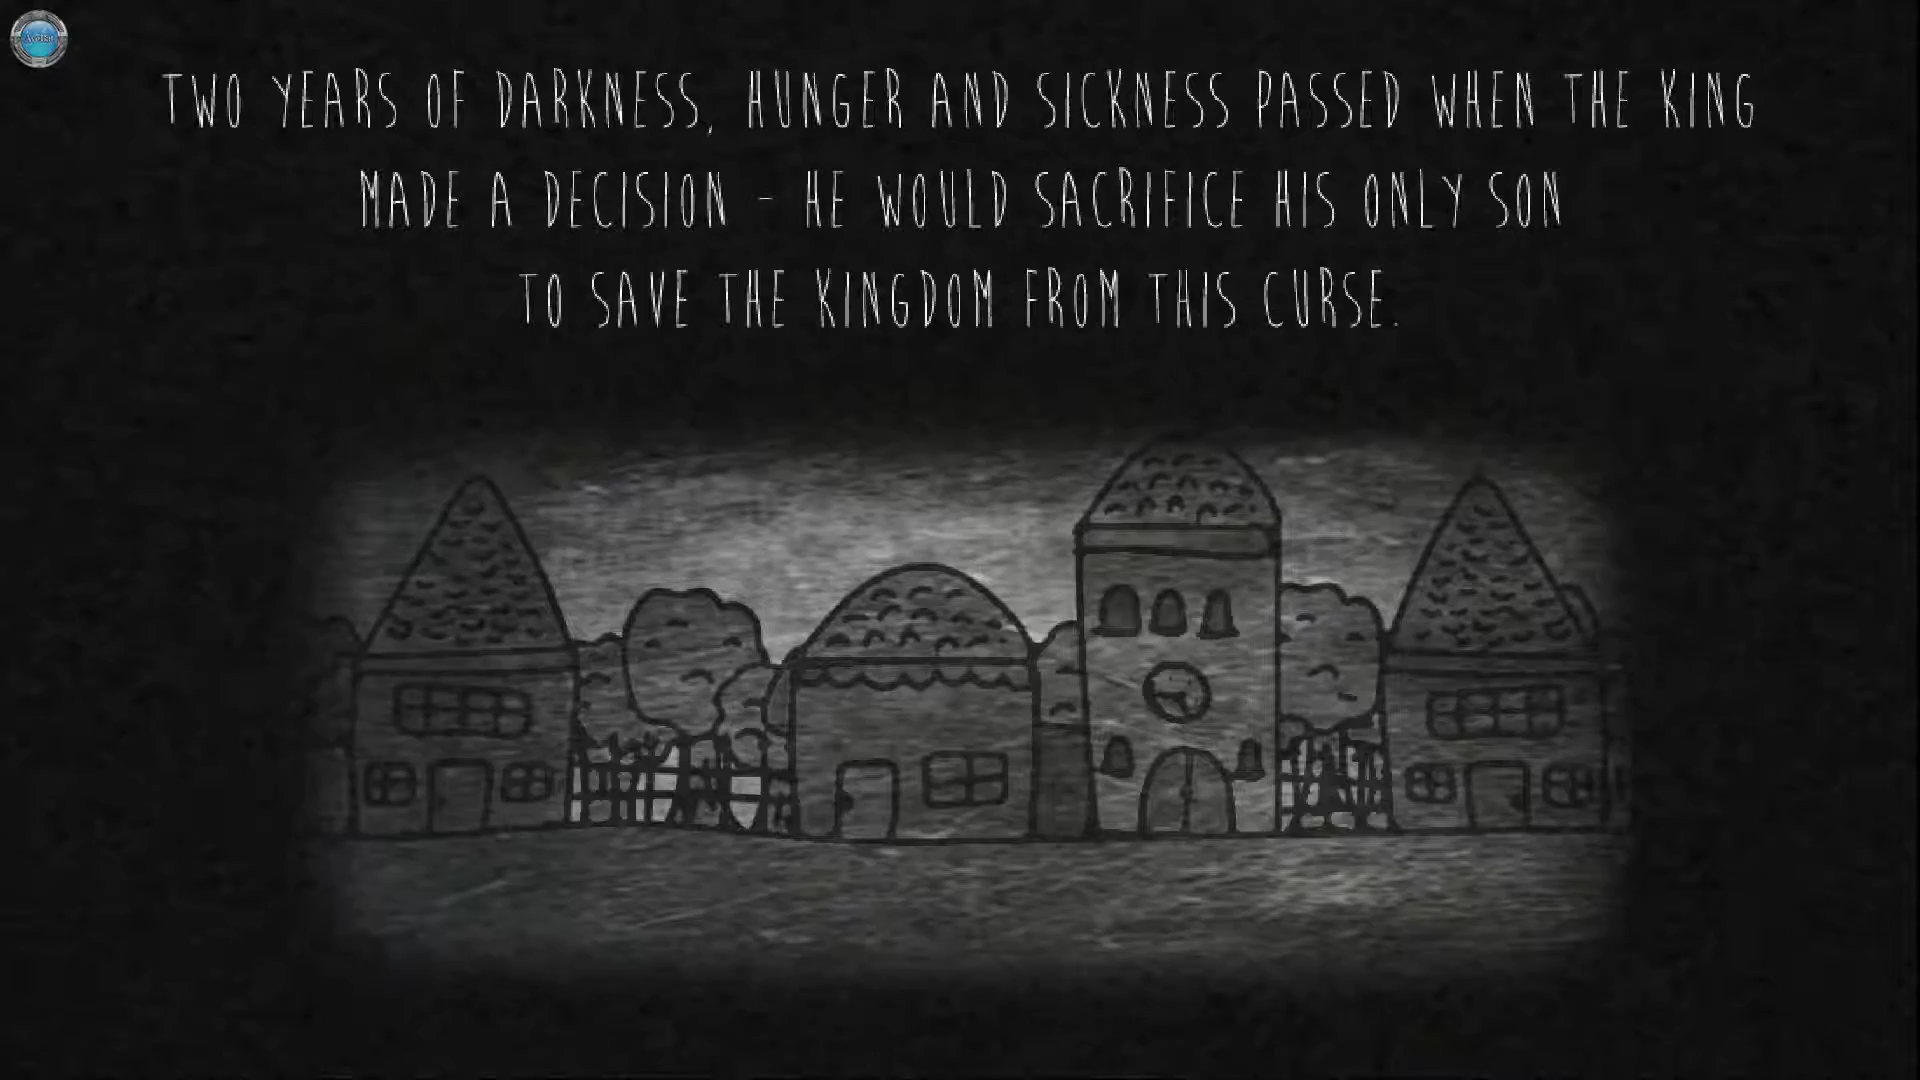 TWO YEARS OF DARKNESS, HUNGER AND SICKNESS PASSED WHEN THE KING
MADE A DECISION - HE WOULD SACRIFICE HIS ONLY SON
TO SAVE THE KINGDOM FROM THIS CURSE.